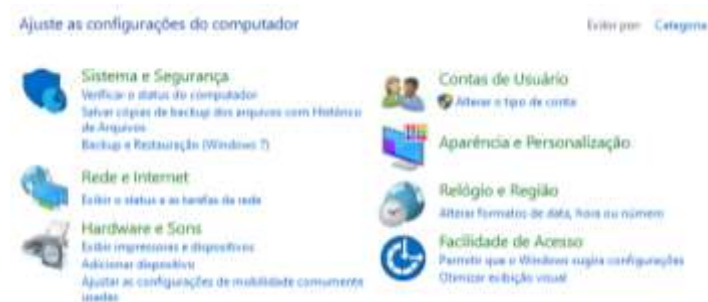 Ajuste as configurações do computador
Exibir por: Categoria
Sistema e Segurança
Verificar o status do computador
Salvar cópias de backup dos arquivos com Histórico
de Arquivos
Backup e Restauração (Windows 7)
Rede e Internet
Exibir o status e as tarefas da rede
Hardware e Sons
Exibir impressoras e dispositivos
Adicionar dispositivo
Ajustar as configurações de mobilidade comumente
usadas
Contas de Usuário
Alterar o tipo de conta
Aparência e Personalização
Relógio e Região
Alterar formatos de data, hora ou número
Facilidade de Acesso
Permitir que o Windows sugira configurações
Otimizar exibição visual